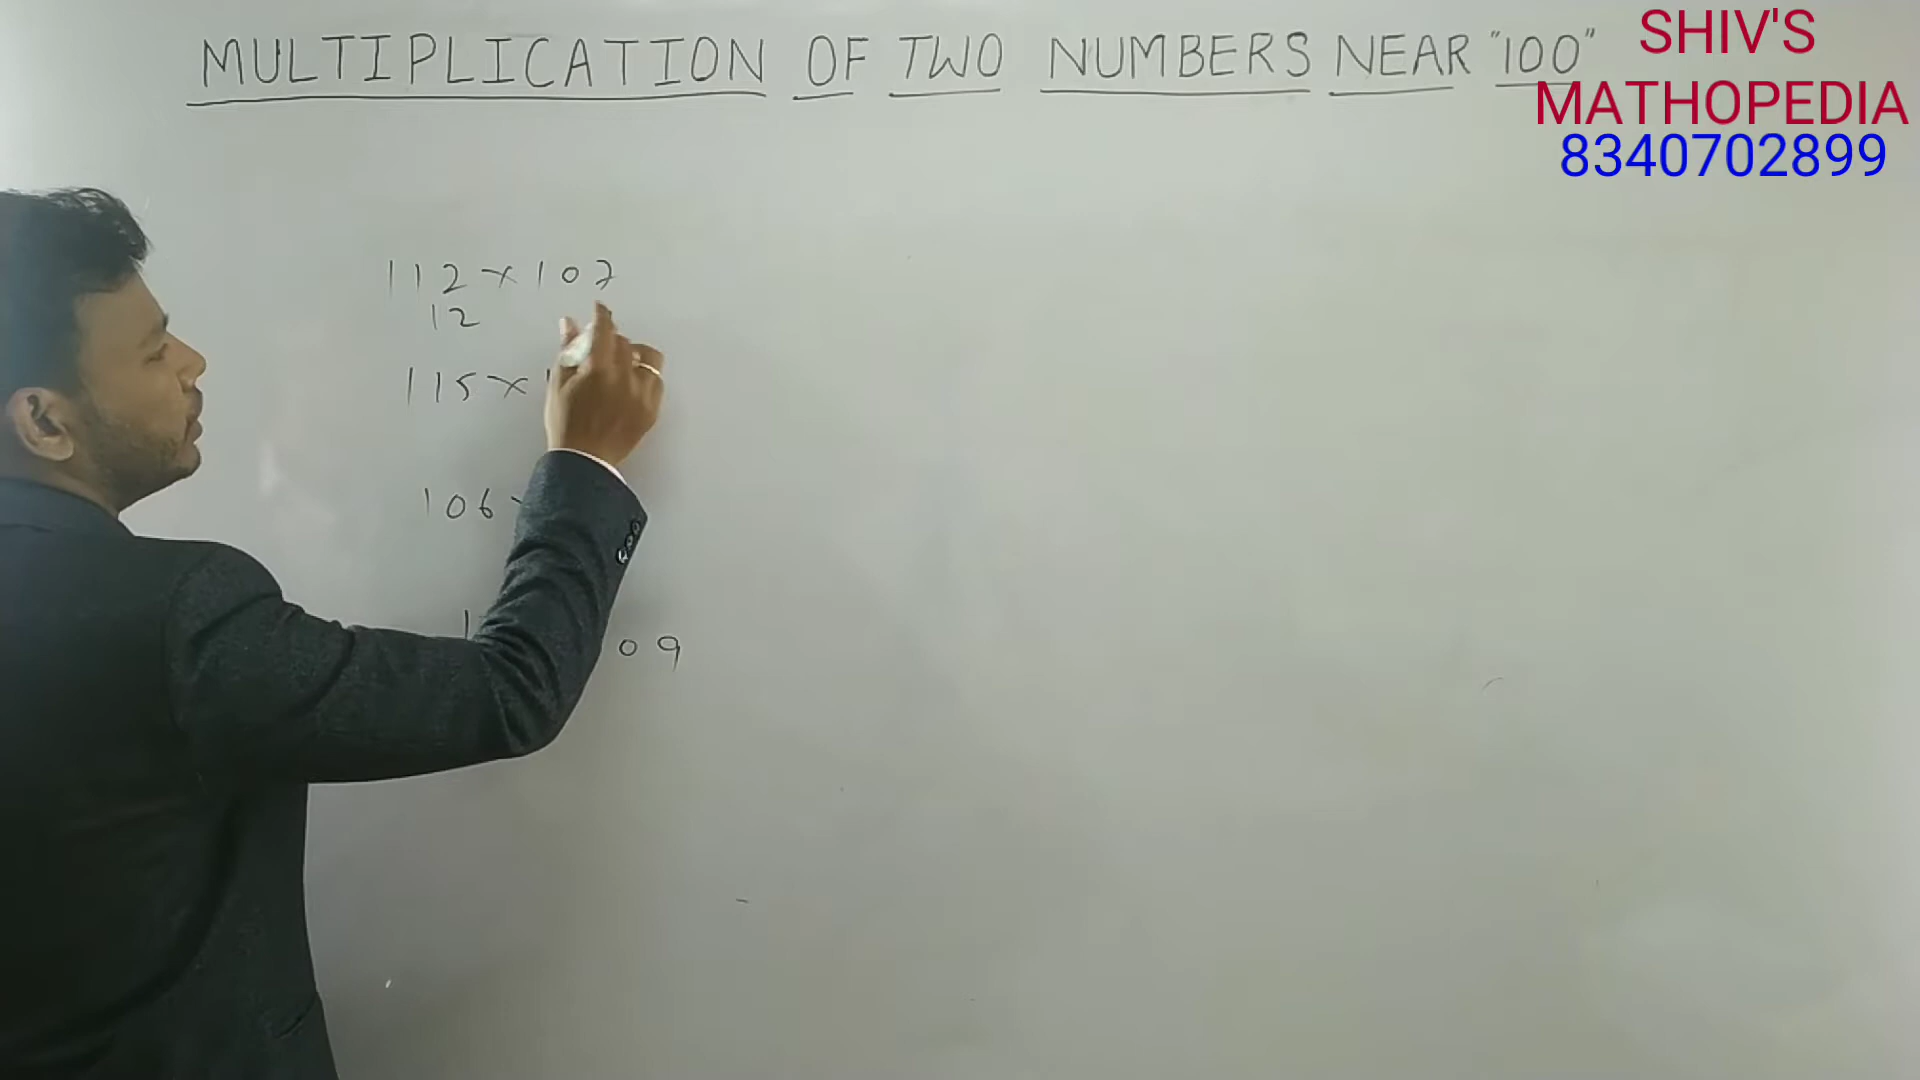 MULTIPLICATION OF TWO NUMBERS NEAR "100"
SHIV'S
MATHOPEDIA
8340702899
112 × 107
12
115 ×
106
09